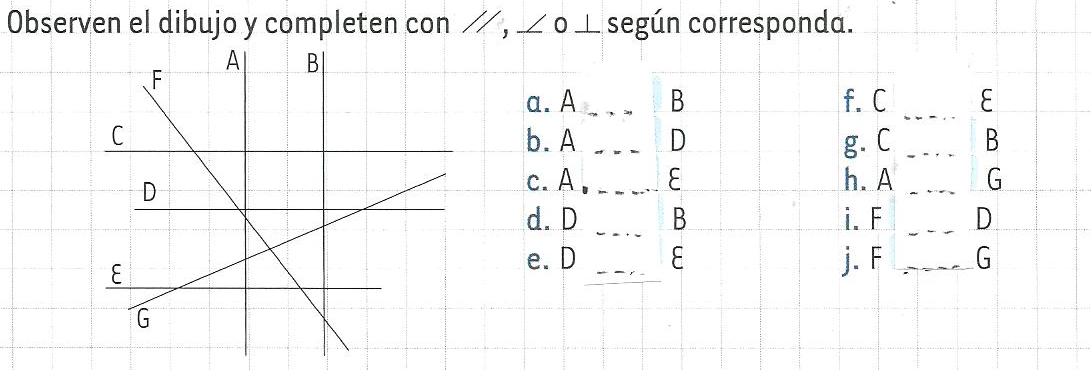 Observen el dibujo y completen con //, ∠ o ⊥ según corresponda.
A B
F
C
D
E
G
a. A ---- B
b. A ---- D
c. A ---- E
d. D ---- B
e. D ---- E
f. C ---- E
g. C ---- B
h. A ---- G
i. F ---- D
j. F ---- G